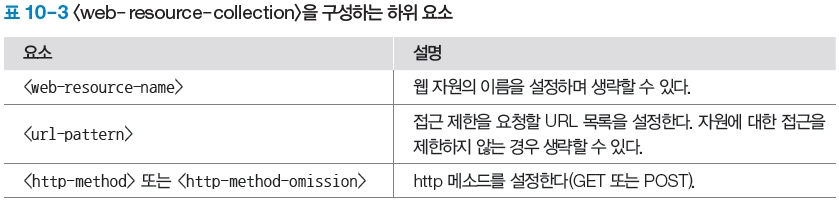 표 10-3 <web-resource-collection>을 구성하는 하위 요소
요소 설명
<web-resource-name> 웹 자원의 이름을 설정하며 생략할 수 있다.
<url-pattern> 접근 제한을 요청할 URL 목록을 설정한다. 자원에 대한 접근을
제한하지 않는 경우 생략할 수 있다.
<http-method> 또는 <http-method-omission> http 메소드를 설정한다(GET 또는 POST).